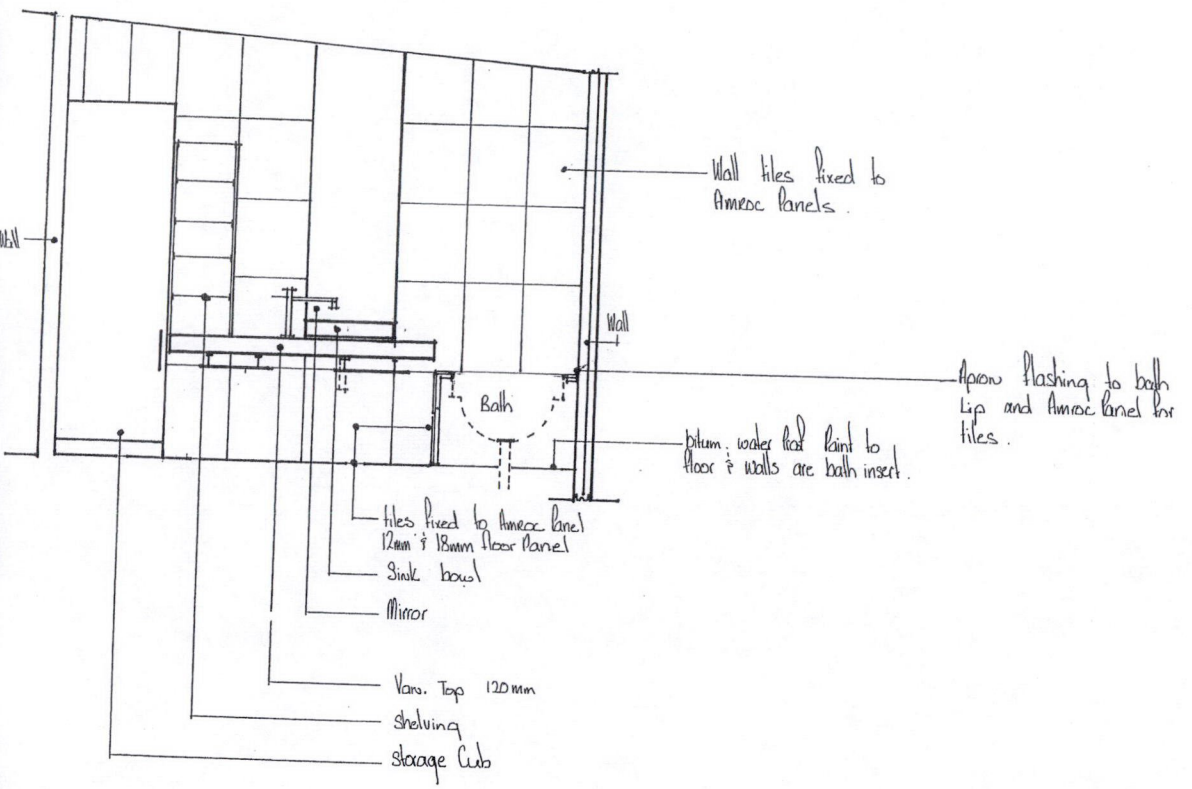 Wall tiles fixed to
Amroc Panels.
Wall
Wall
Apron flashing to bath
Lip and Amroc Panel for
tiles.
Bath
bitum. water Prof Paint to
floor & walls are bath insert.
tiles fixed to Amroc Panel
12mm & 18mm floor Panel
Sink bowl
Mirror
Van. Top 120mm
Shelving
Storage Cub